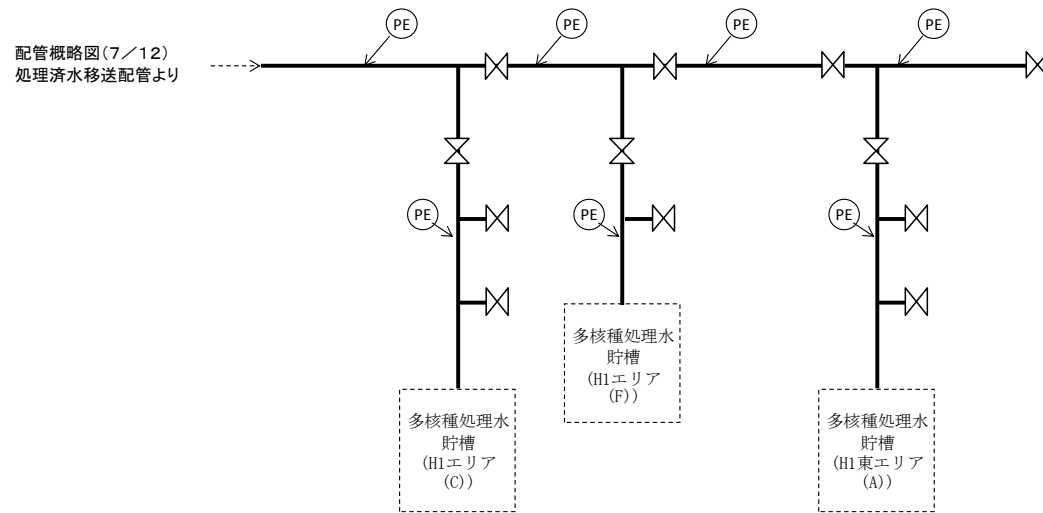 PE
PE
PE
PE
配管概略図(7/12)
処理済水移送配管より
PE
PE
PE
多核種処理水
貯槽
(H1エリア
(F))
多核種処理水
貯槽
(H1エリア
(C))
多核種処理水
貯槽
(H1東エリア
(A))